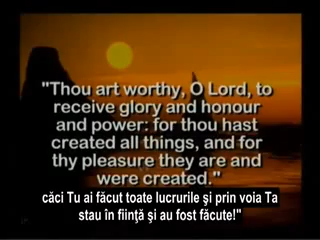 "Thou art worthy, O Lord, to
receive glory and honour
and power: for thou hast
created all things, and for
thy pleasure they are and
were created."
căci Tu ai făcut toate lucrurile şi prin voia Ta
stau în fiinţă şi au fost făcute!"